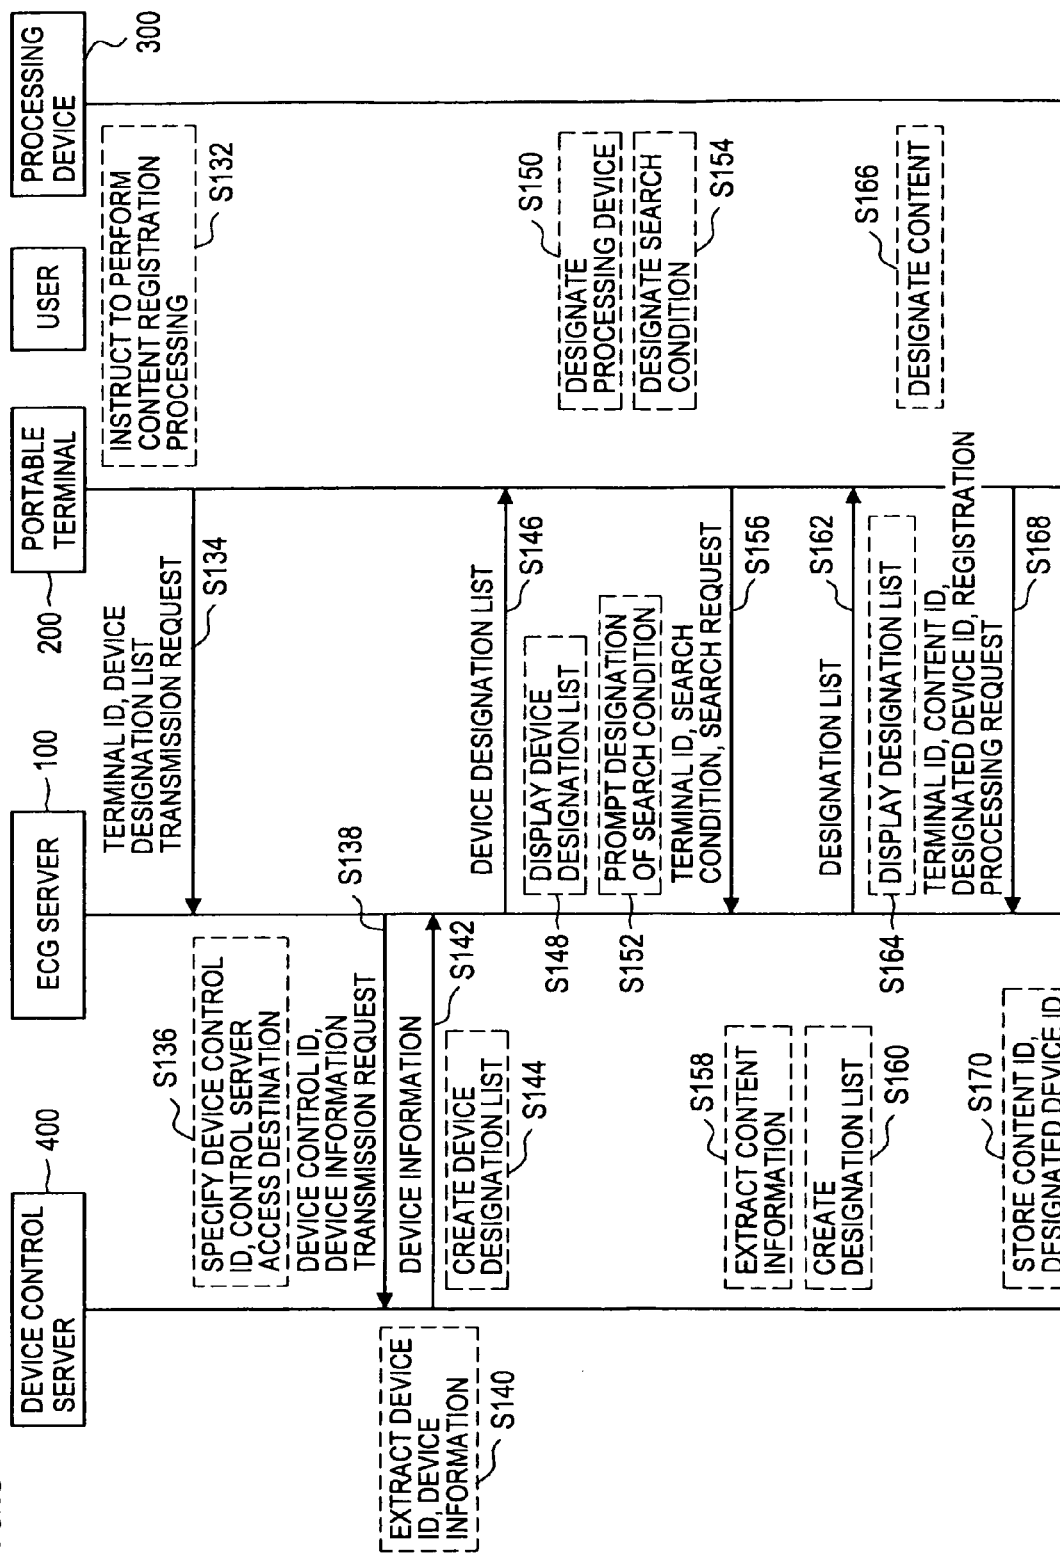 DEVICE CONTROL
SERVER
400
ECG SERVER
100
PORTABLE
TERMINAL
200
USER
PROCESSING
DEVICE
300
INSTRUCT TO PERFORM
CONTENT REGISTRATION
PROCESSING
S132
TERMINAL ID, DEVICE
DESIGNATION LIST
TRANSMISSION REQUEST
S134
S136
SPECIFY DEVICE CONTROL
ID, CONTROL SERVER
ACCESS DESTINATION
DEVICE CONTROL ID,
DEVICE INFORMATION
TRANSMISSION REQUEST
S138
EXTRACT DEVICE
ID, DEVICE
INFORMATION
S140
DEVICE INFORMATION
S142
CREATE DEVICE
DESIGNATION LIST
S144
DEVICE DESIGNATION LIST
S146
DISPLAY DEVICE
DESIGNATION LIST
S148
S150
DESIGNATE
PROCESSING DEVICE
PROMPT DESIGNATION
OF SEARCH CONDITION
S152
DESIGNATE SEARCH
CONDITION
S154
TERMINAL ID, SEARCH
CONDITION, SEARCH REQUEST
S156
S158
EXTRACT CONTENT
INFORMATION
CREATE
DESIGNATION LIST
S160
DESIGNATION LIST
S162
DISPLAY DESIGNATION LIST
S164
S166
DESIGNATE CONTENT
TERMINAL ID, CONTENT ID,
DESIGNATED DEVICE ID, REGISTRATION
PROCESSING REQUEST
S168
S170
STORE CONTENT ID,
DESIGNATED DEVICE ID